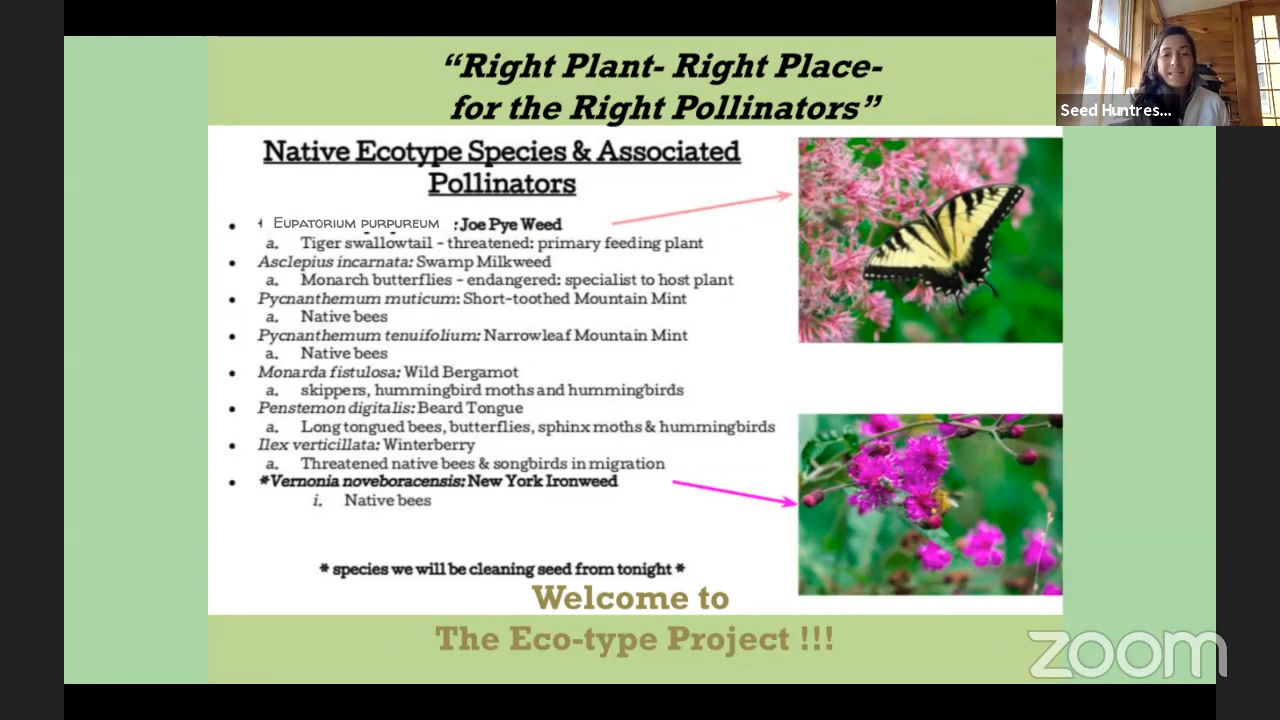 “Right Plant- Right Place-
for the Right Pollinators”
Seed Huntres...
Native Ecotype Species & Associated
Pollinators
• Eupatorium purpureum : Joe Pye Weed
a. Tiger swallowtail - threatened: primary feeding plant
• Asclepius incarnata: Swamp Milkweed
a. Monarch butterflies - endangered: specialist to host plant
• Pycnanthemum muticum: Short-toothed Mountain Mint
a. Native bees
• Pycnanthemum tenuifolium: Narrowleaf Mountain Mint
a. Native bees
• Monarda fistulosa: Wild Bergamot
a. skippers, hummingbird moths and hummingbirds
• Penstemon digitalis: Beard Tongue
a. Long tongued bees, butterflies, sphinx moths & hummingbirds
• Ilex verticillata: Winterberry
a. Threatened native bees & songbirds in migration
• *Vernonia noveboracensis: New York Ironweed
i. Native bees
* species we will be cleaning seed from tonight *
Welcome to
The Eco-type Project !!!
zoom